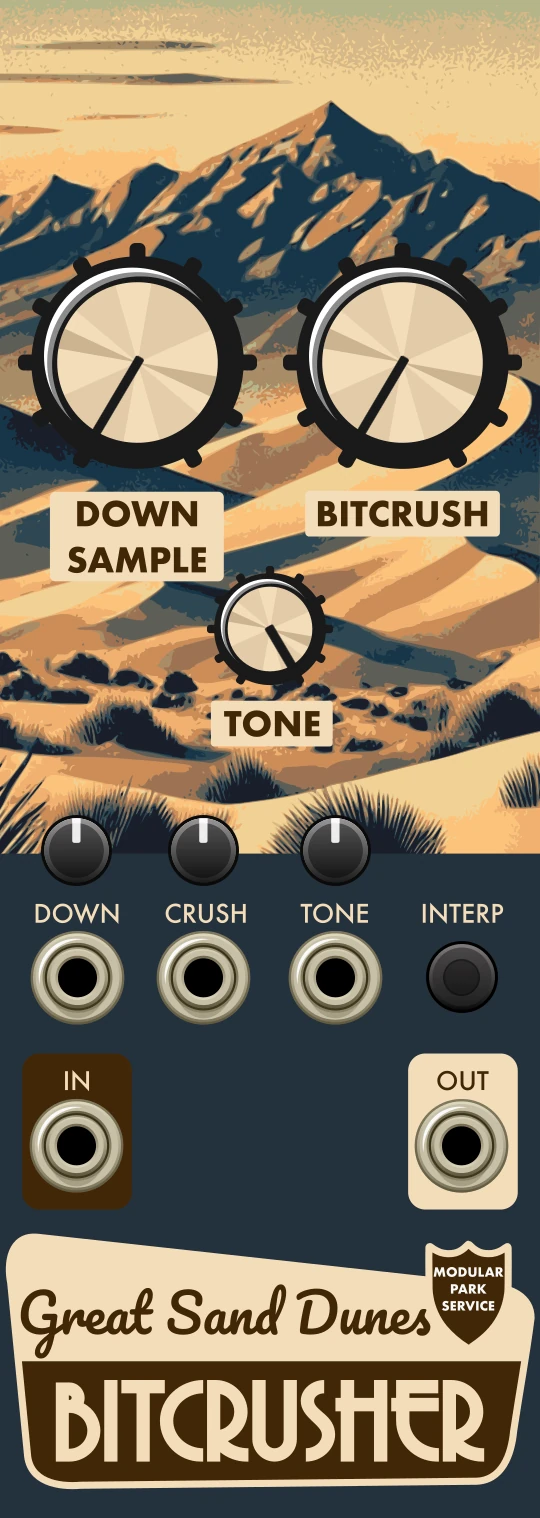 DOWN
SAMPLE
BITCRUSH
TONE
DOWN
CRUSH
TONE
INTERP
IN
OUT
MODULAR
PARK
SERVICE
Great Sand Dunes
BITCRUSHER